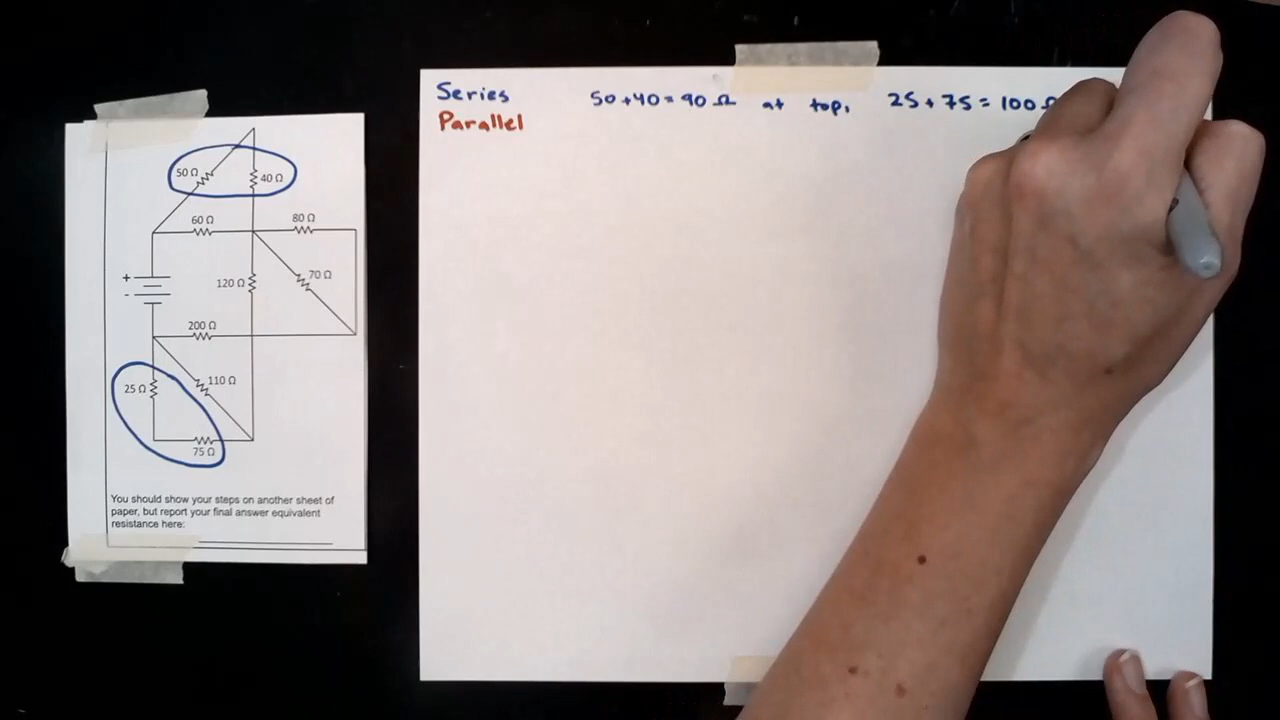 Series 50+40=90 Ω at top, 25+75=100 Ω
Parallel
50 Ω
40 Ω
60 Ω
80 Ω
+
-
120 Ω
70 Ω
200 Ω
25 Ω
110 Ω
75 Ω
You should show your steps on another sheet of
paper, but report your final answer equivalent
resistance here: